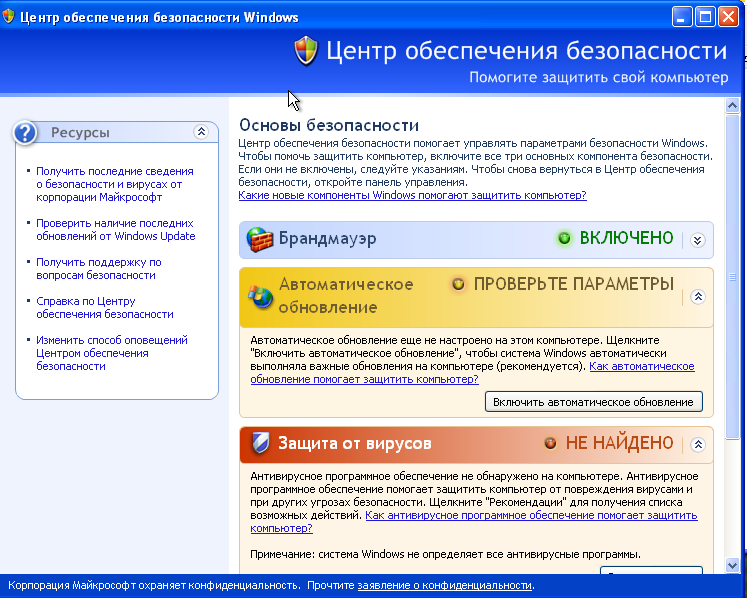 Центр обеспечения безопасности Windows
Центр обеспечения безопасности
Помогите защитить свой компьютер
Ресурсы
Получить последние сведения
о безопасности и вирусах от
корпорации Майкрософт
Проверить наличие последних
обновлений от Windows Update
Получить поддержку по
вопросам безопасности
Справка по Центру
обеспечения безопасности
Изменить способ оповещений
Центром обеспечения
безопасности
Основы безопасности
Центр обеспечения безопасности помогает управлять параметрами безопасности Windows.
Чтобы помочь защитить компьютер, включите все три основных компонента безопасности.
Если они не включены, следуйте указаниям. Чтобы снова вернуться в Центр обеспечения
безопасности, откройте панель управления.
Какие новые компоненты Windows помогают защитить компьютер?
Брандмауэр ВКЛЮЧЕНО
Автоматическое ПРОВЕРЬТЕ ПАРАМЕТРЫ
обновление
Автоматическое обновление еще не настроено на этом компьютере. Щелкните
"Включить автоматическое обновление", чтобы система Windows автоматически
выполняла важные обновления на компьютере (рекомендуется). Как автоматическое
обновление помогает защитить компьютер?
Включить автоматическое обновление
Защита от вирусов НЕ НАЙДЕНО
Антивирусное программное обеспечение не обнаружено на компьютере. Антивирусное
программное обеспечение помогает защитить компьютер от повреждения вирусами и
при других угрозах безопасности. Щелкните "Рекомендации" для получения списка
возможных действий. Как антивирусное программное обеспечение помогает защитить
компьютер?
Примечание: система Windows не определяет все антивирусные программы.
Корпорация Майкрософт охраняет конфиденциальность. Прочтите заявление о конфиденциальности.